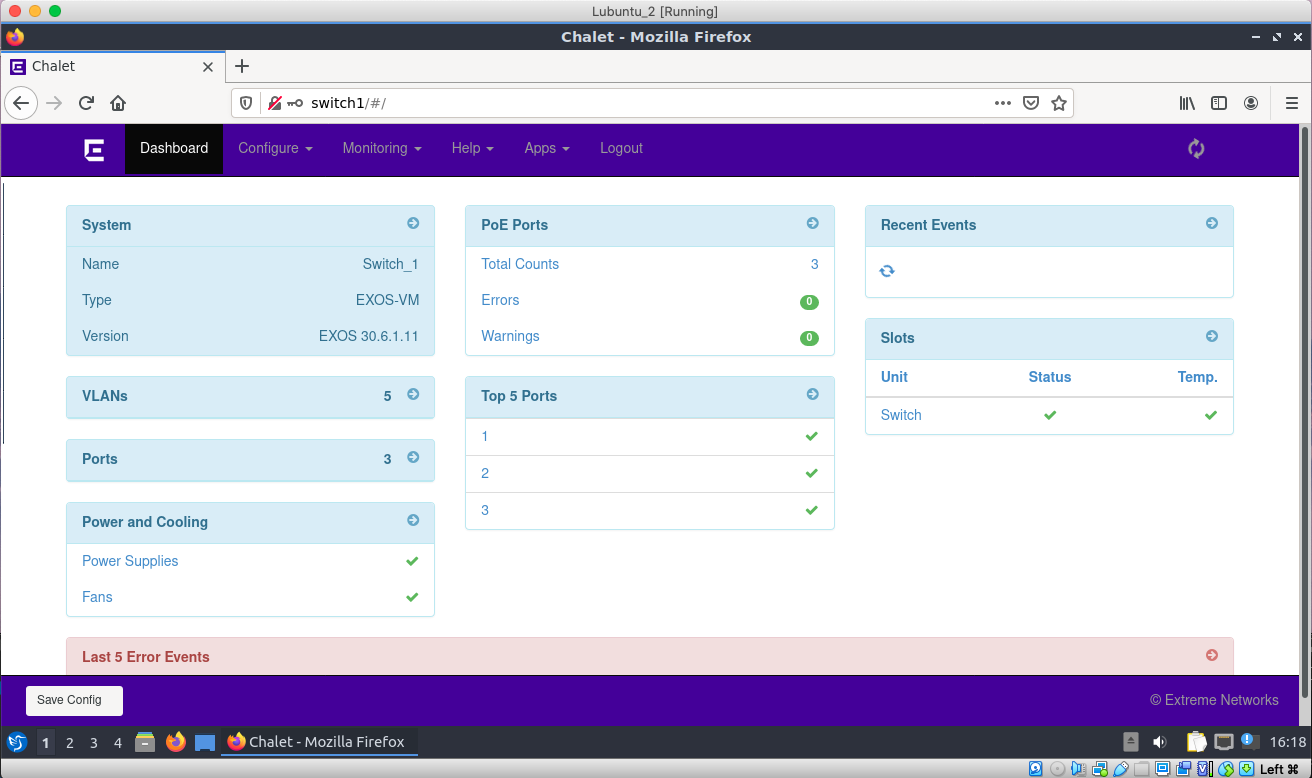 Lubuntu_2 [Running]
Chalet - Mozilla Firefox
Chalet
switch1/#/
Dashboard Configure Monitoring Help Apps Logout
System
Name Switch_1
Type EXOS-VM
Version EXOS 30.6.1.11
VLANs 5
Ports 3
Power and Cooling
Power Supplies
Fans
PoE Ports
Total Counts 3
Errors 0
Warnings 0
Top 5 Ports
1
2
3
Recent Events
Slots
Unit Status Temp.
Switch
Last 5 Error Events
Save Config © Extreme Networks
1 2 3 4 Chalet - Mozilla Firefox 16:18
Left ⌘